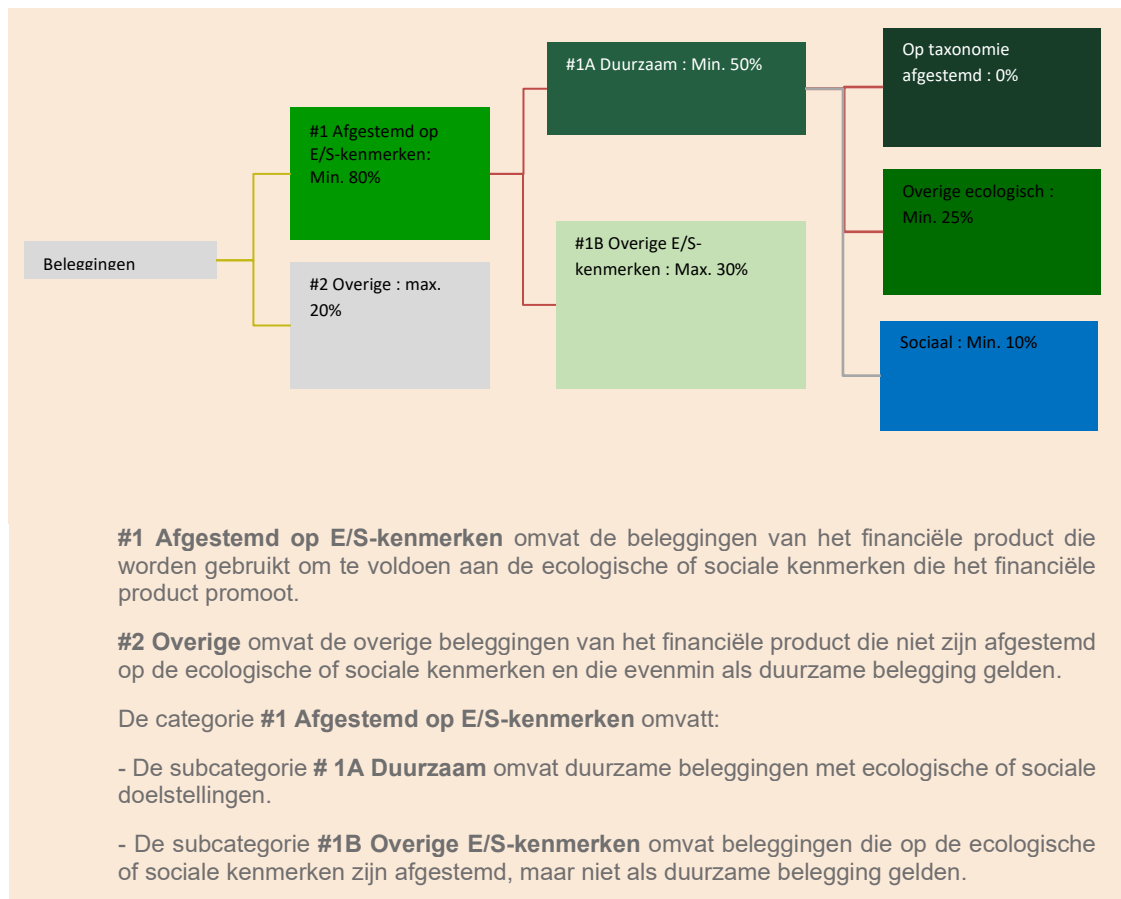 Beleggingen
#1 Afgestemd op
E/S-kenmerken:
Min. 80%
#2 Overige : max.
20%
#1A Duurzaam : Min. 50%
#1B Overige E/S-
kenmerken : Max. 30%
Op taxonomie
afgestemd : 0%
Overige ecologisch :
Min. 25%
Sociaal : Min. 10%
#1 Afgestemd op E/S-kenmerken omvat de beleggingen van het financiële product die
worden gebruikt om te voldoen aan de ecologische of sociale kenmerken die het financiële
product promoot.
#2 Overige omvat de overige beleggingen van het financiële product die niet zijn afgestemd
op de ecologische of sociale kenmerken en die evenmin als duurzame belegging gelden.
De categorie #1 Afgestemd op E/S-kenmerken omvatt:
- De subcategorie # 1A Duurzaam omvat duurzame beleggingen met ecologische of sociale
doelstellingen.
- De subcategorie #1B Overige E/S-kenmerken omvat beleggingen die op de ecologische
of sociale kenmerken zijn afgestemd, maar niet als duurzame belegging gelden.